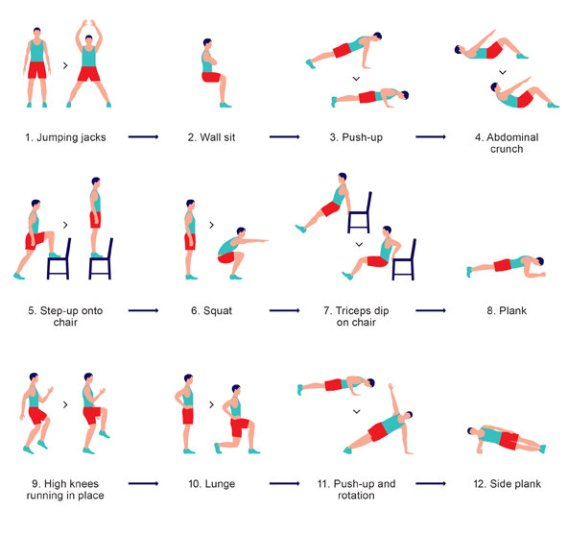 1. Jumping jacks
2. Wall sit
3. Push-up
4. Abdominal
crunch
5. Step-up onto
chair
6. Squat
7. Triceps dip
on chair
8. Plank
9. High knees
running in place
10. Lunge
11. Push-up and
rotation
12. Side plank